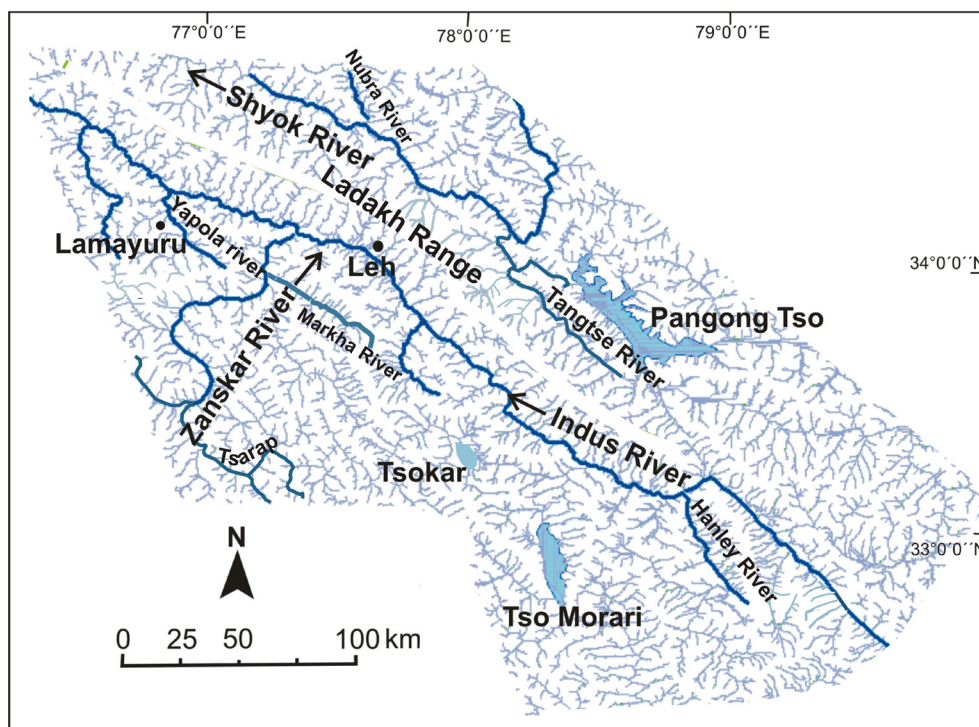 77°0´0´´E
78°0´0´´E
79°0´0´´E
Nubra River
Shyok River
Ladakh Range
Yapola river
Lamayuru
Leh
34°0´0´´N
Tangtse River
Pangong Tso
Zanskar River
Markha River
Indus River
Tsarap
Tsokar
Hanley River
33°0´0´´N
N
Tso Morari
0 25 50 100 km